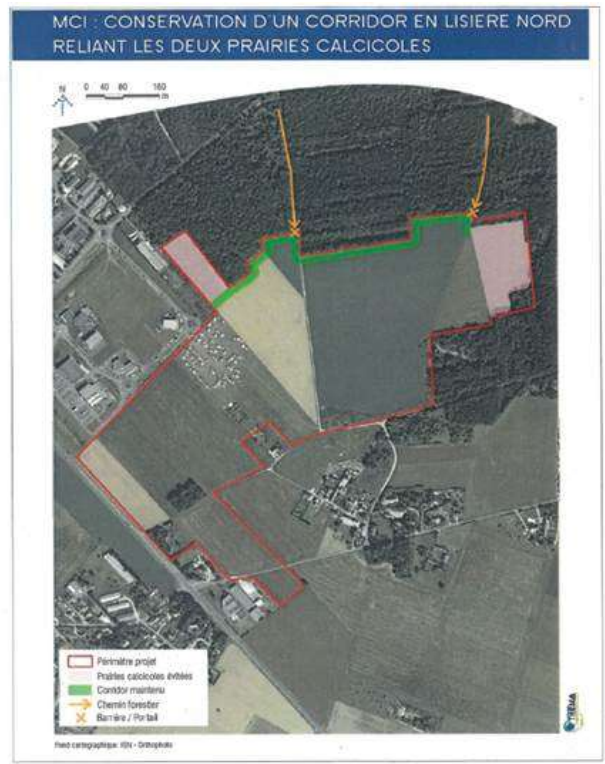 MCI : CONSERVATION D'UN CORRIDOR EN LISIERE NORD
RELIANT LES DEUX PRAIRIES CALCICOLES
N
0 40 80 160
m
Périmètre projet
Prairies calcicoles évitées
Corridor maintenu
Chemin forestier
Barrière / Portail
Fond cartographique: IGN - Orthophoto